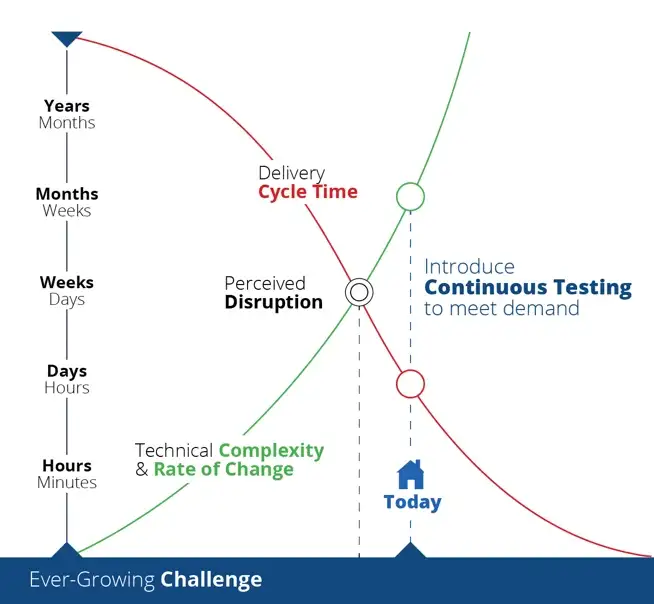 Years
Months
Months
Weeks
Weeks
Days
Days
Hours
Hours
Minutes
Delivery
Cycle Time
Perceived
Disruption
Introduce
Continuous Testing
to meet demand
Technical Complexity
& Rate of Change
Today
Ever-Growing Challenge